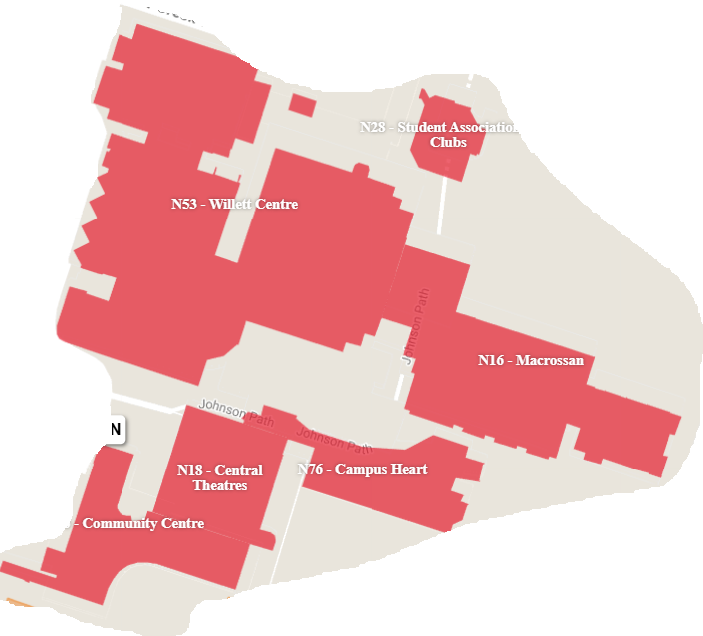 N28 - Student Association
Clubs
N53 - Willett Centre
Johnson Path
N16 - Macrossan
Johnson Path
Johnson Path
N
N18 - Central
Theatres
N76 - Campus Heart
- Community Centre